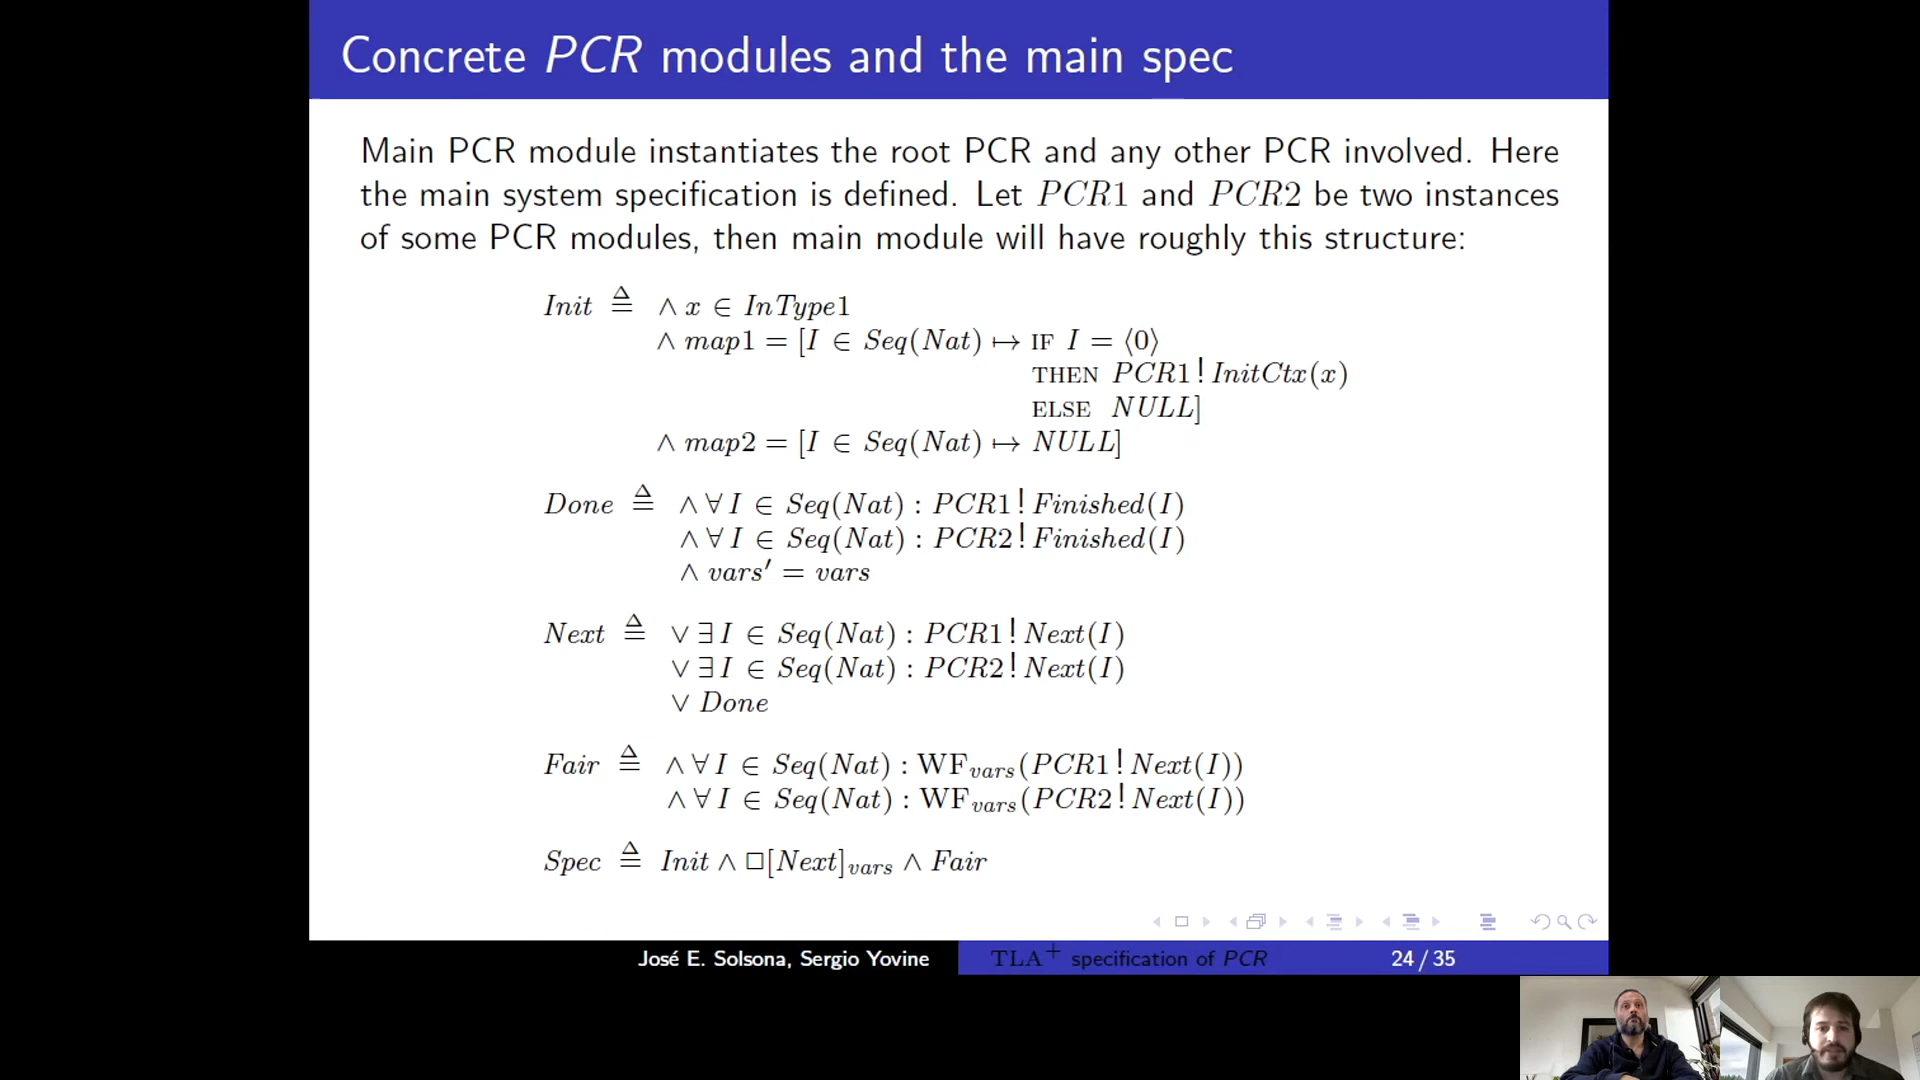 Concrete PCR modules and the main spec
Main PCR module instantiates the root PCR and any other PCR involved. Here
the main system specification is defined. Let PCR1 and PCR2 be two instances
of some PCR modules, then main module will have roughly this structure:
Init ≜ ∧ x ∈ InType1
∧ map1 = [I ∈ Seq(Nat) ↦ IF I = ⟨0⟩
THEN PCR1!InitCtx(x)
ELSE NULL]
∧ map2 = [I ∈ Seq(Nat) ↦ NULL]
Done ≜ ∧ ∀ I ∈ Seq(Nat) : PCR1!Finished(I)
∧ ∀ I ∈ Seq(Nat) : PCR2!Finished(I)
∧ vars′ = vars
Next ≜ ∨ ∃ I ∈ Seq(Nat) : PCR1!Next(I)
∨ ∃ I ∈ Seq(Nat) : PCR2!Next(I)
∨ Done
Fair ≜ ∧ ∀ I ∈ Seq(Nat) : WF_vars(PCR1!Next(I))
∧ ∀ I ∈ Seq(Nat) : WF_vars(PCR2!Next(I))
Spec ≜ Init ∧ □[Next]_vars ∧ Fair
José E. Solsona, Sergio Yovine TLA⁺ specification of PCR 24 / 35